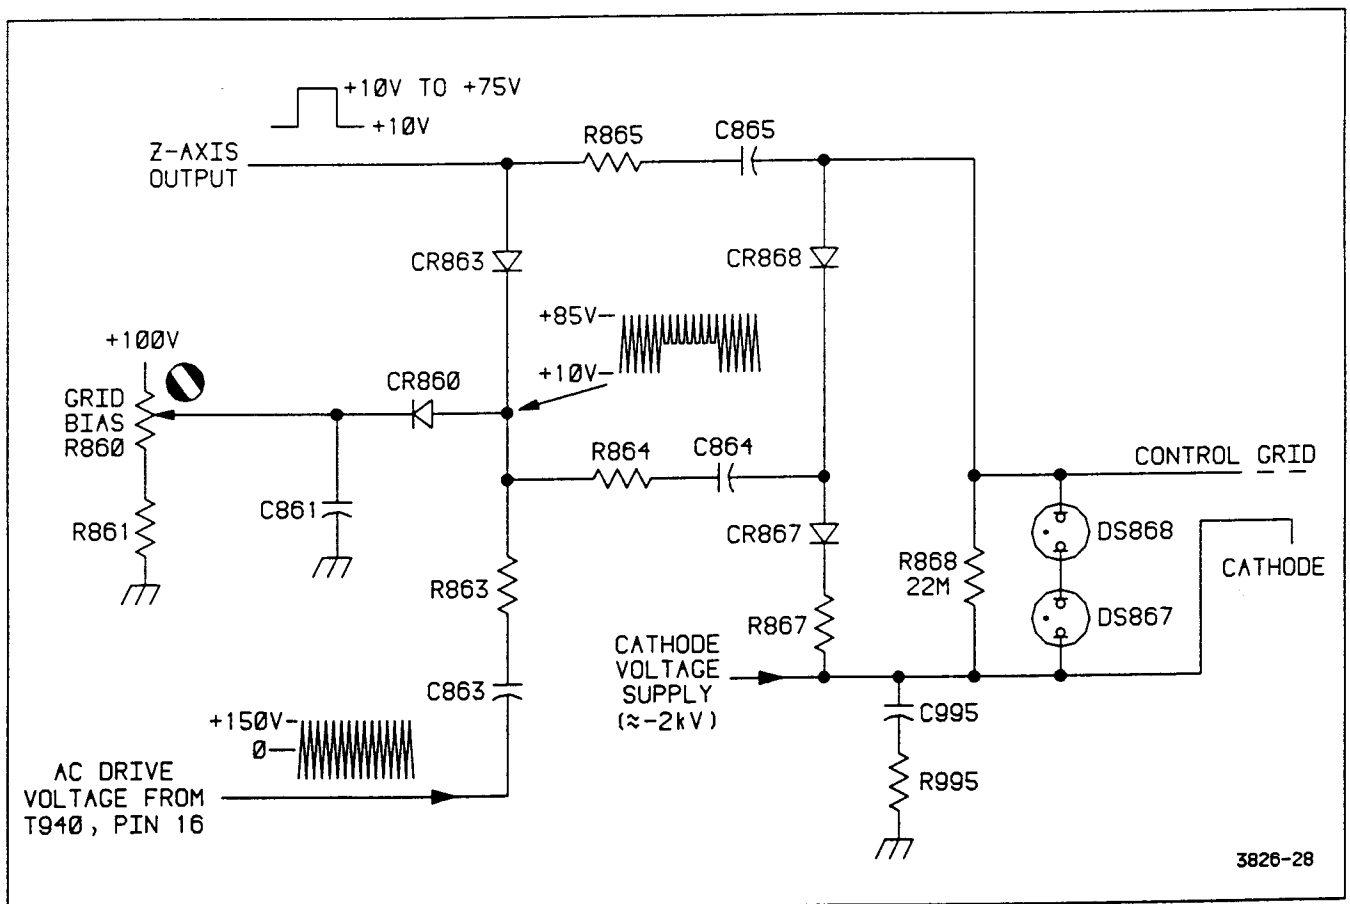 +10V TO +75V
+10V
Z-AXIS
OUTPUT
R865
C865
CR863
CR868
+85V-
+10V-
+100V
GRID
BIAS
R860
CR860
R864
C864
CONTROL GRID
R861
C861
CR867
DS868
R863
R868
22M
CATHODE
R867
DS867
CATHODE
VOLTAGE
SUPPLY
(≈-2kV)
C863
C995
+150V-
0-
R995
AC DRIVE
VOLTAGE FROM
T940, PIN 16
3826-28